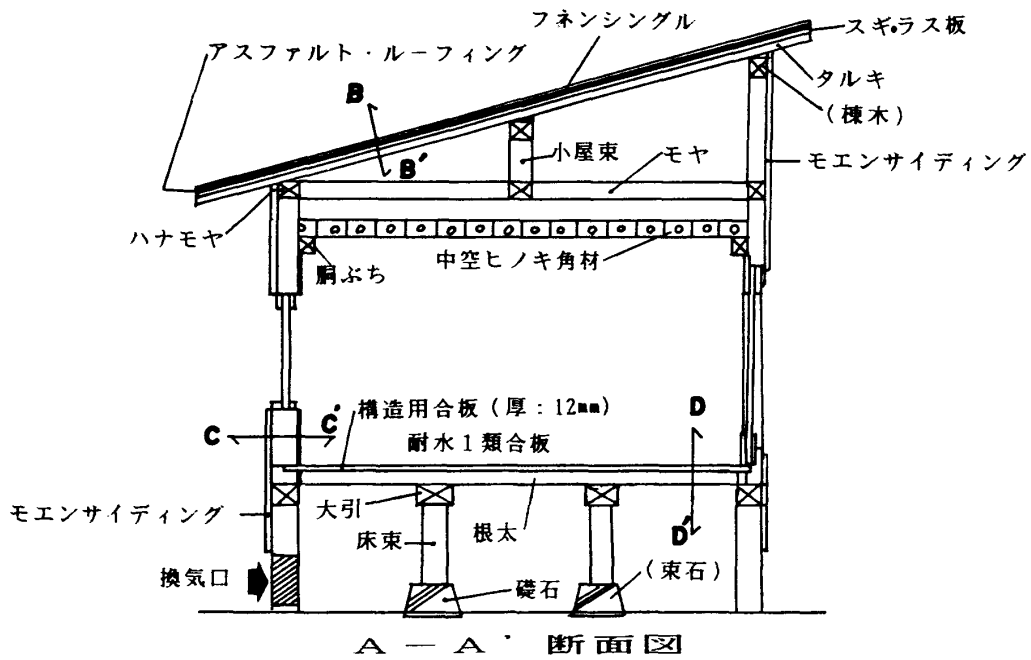 フネンシングル
スギ・ラス板
アスファルト・ルーフィング
タルキ
(棟木)
B
B'
小屋束
モヤ
モエンサイディング
ハナモヤ
胴ぶち
中空ヒノキ角材
C
C'
構造用合板(厚:12mm)
耐水1類合板
D
D'
モエンサイディング
大引
床束
根太
換気口
礎石
(束石)
A-A' 断面図